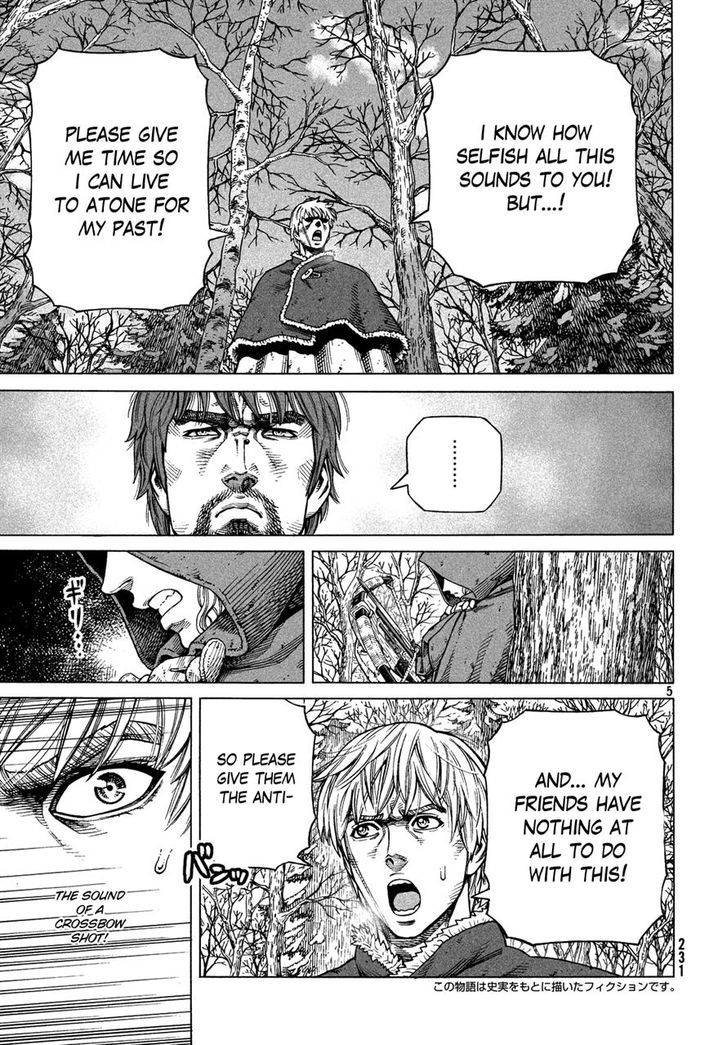 I KNOW HOW
SELFISH ALL THIS
SOUNDS TO YOU!
BUT...!
PLEASE GIVE
ME TIME SO
I CAN LIVE
TO ATONE FOR
MY PAST!
........
ギリ…
5
AND... MY
FRIENDS HAVE
NOTHING AT
ALL TO DO
WITH THIS!
SO PLEASE
GIVE THEM
THE ANTI-
バンッ
THE SOUND
OF A
CROSSBOW
SHOT!
231
この物語は史実をもとに描いたフィクションです。